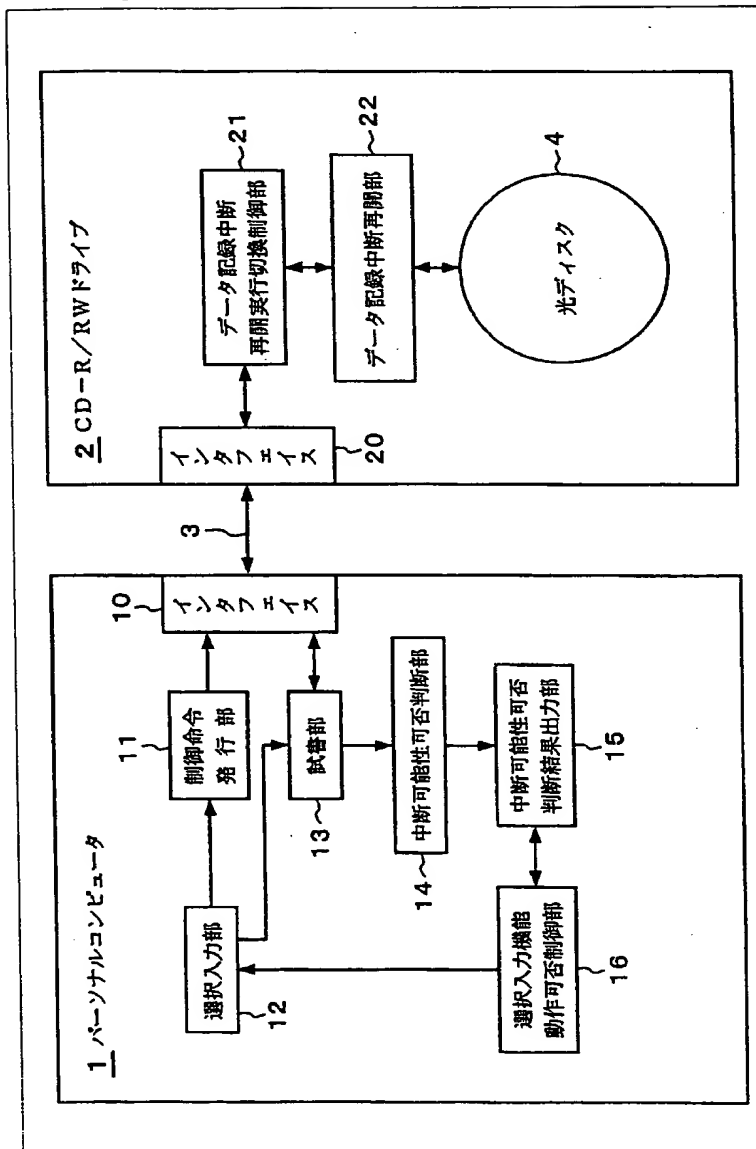 1 パーソナルコンピュータ
選択入力部
12
制御命令
発行部
11
インタフェイス
10
試書部
13
中断可能性可否判断部
14
中断可能性可否
判断結果出力部
15
選択入力機能
動作可否制御部
16
3
2 CD-R/RWドライブ
インタフェイス
20
データ記録中断
再開実行切換制御部
21
データ記録中断再開部
22
光ディスク
4